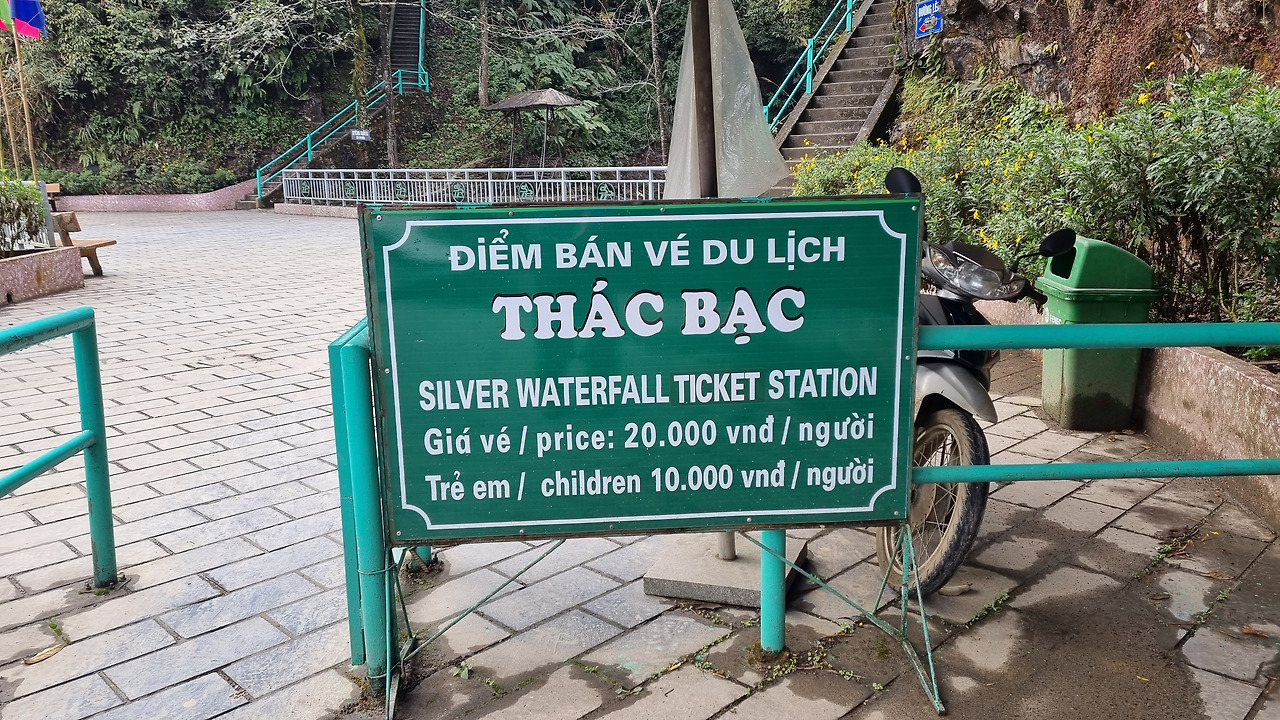 ĐIỂM BÁN VÉ DU LỊCH
THÁC BẠC
SILVER WATERFALL TICKET STATION
Giá vé / price: 20.000 vnđ / người
Trẻ em / children 10.000 vnđ / người